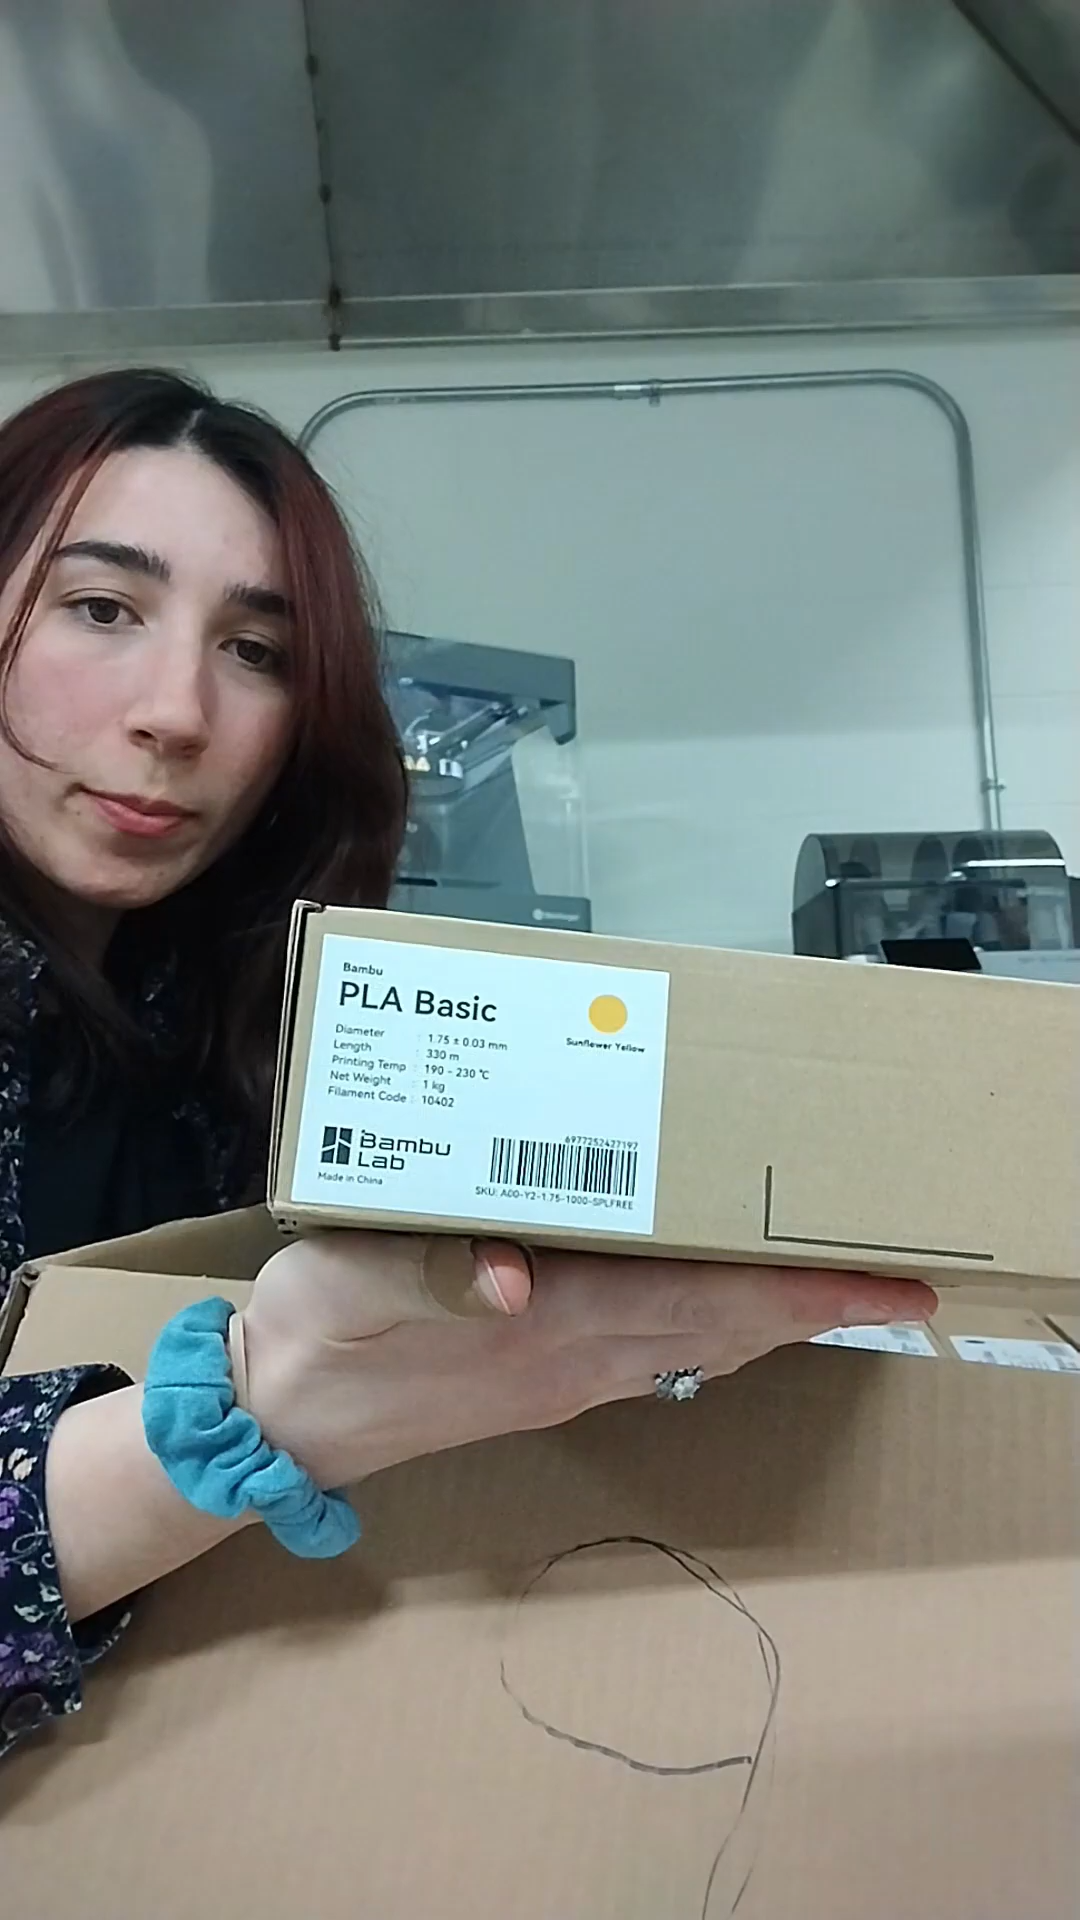 Bambu
PLA Basic
Sunflower Yellow
Diameter : 1.75 ± 0.03 mm
Length : 330 m
Printing Temp : 190 - 230 ℃
Net Weight : 1 kg
Filament Code : 10402
Bambu
Lab
Made in China
6977252427197
SKU: A00-Y2-1.75-1000-SPLFREE